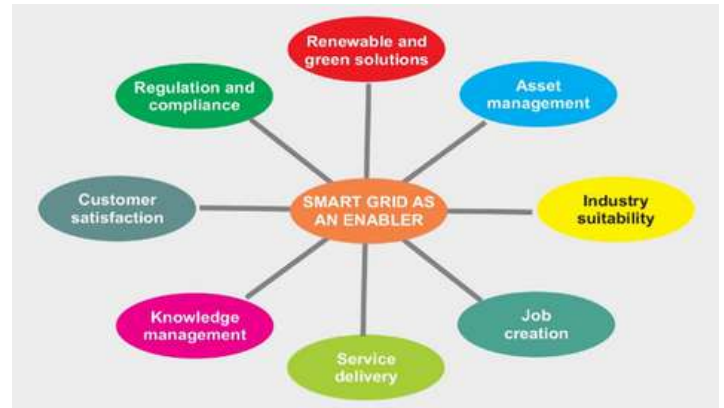 Renewable and
green solutions
Regulation and
compliance
Asset
management
Customer
satisfaction
SMART GRID AS
AN ENABLER
Industry
suitability
Knowledge
management
Job
creation
Service
delivery